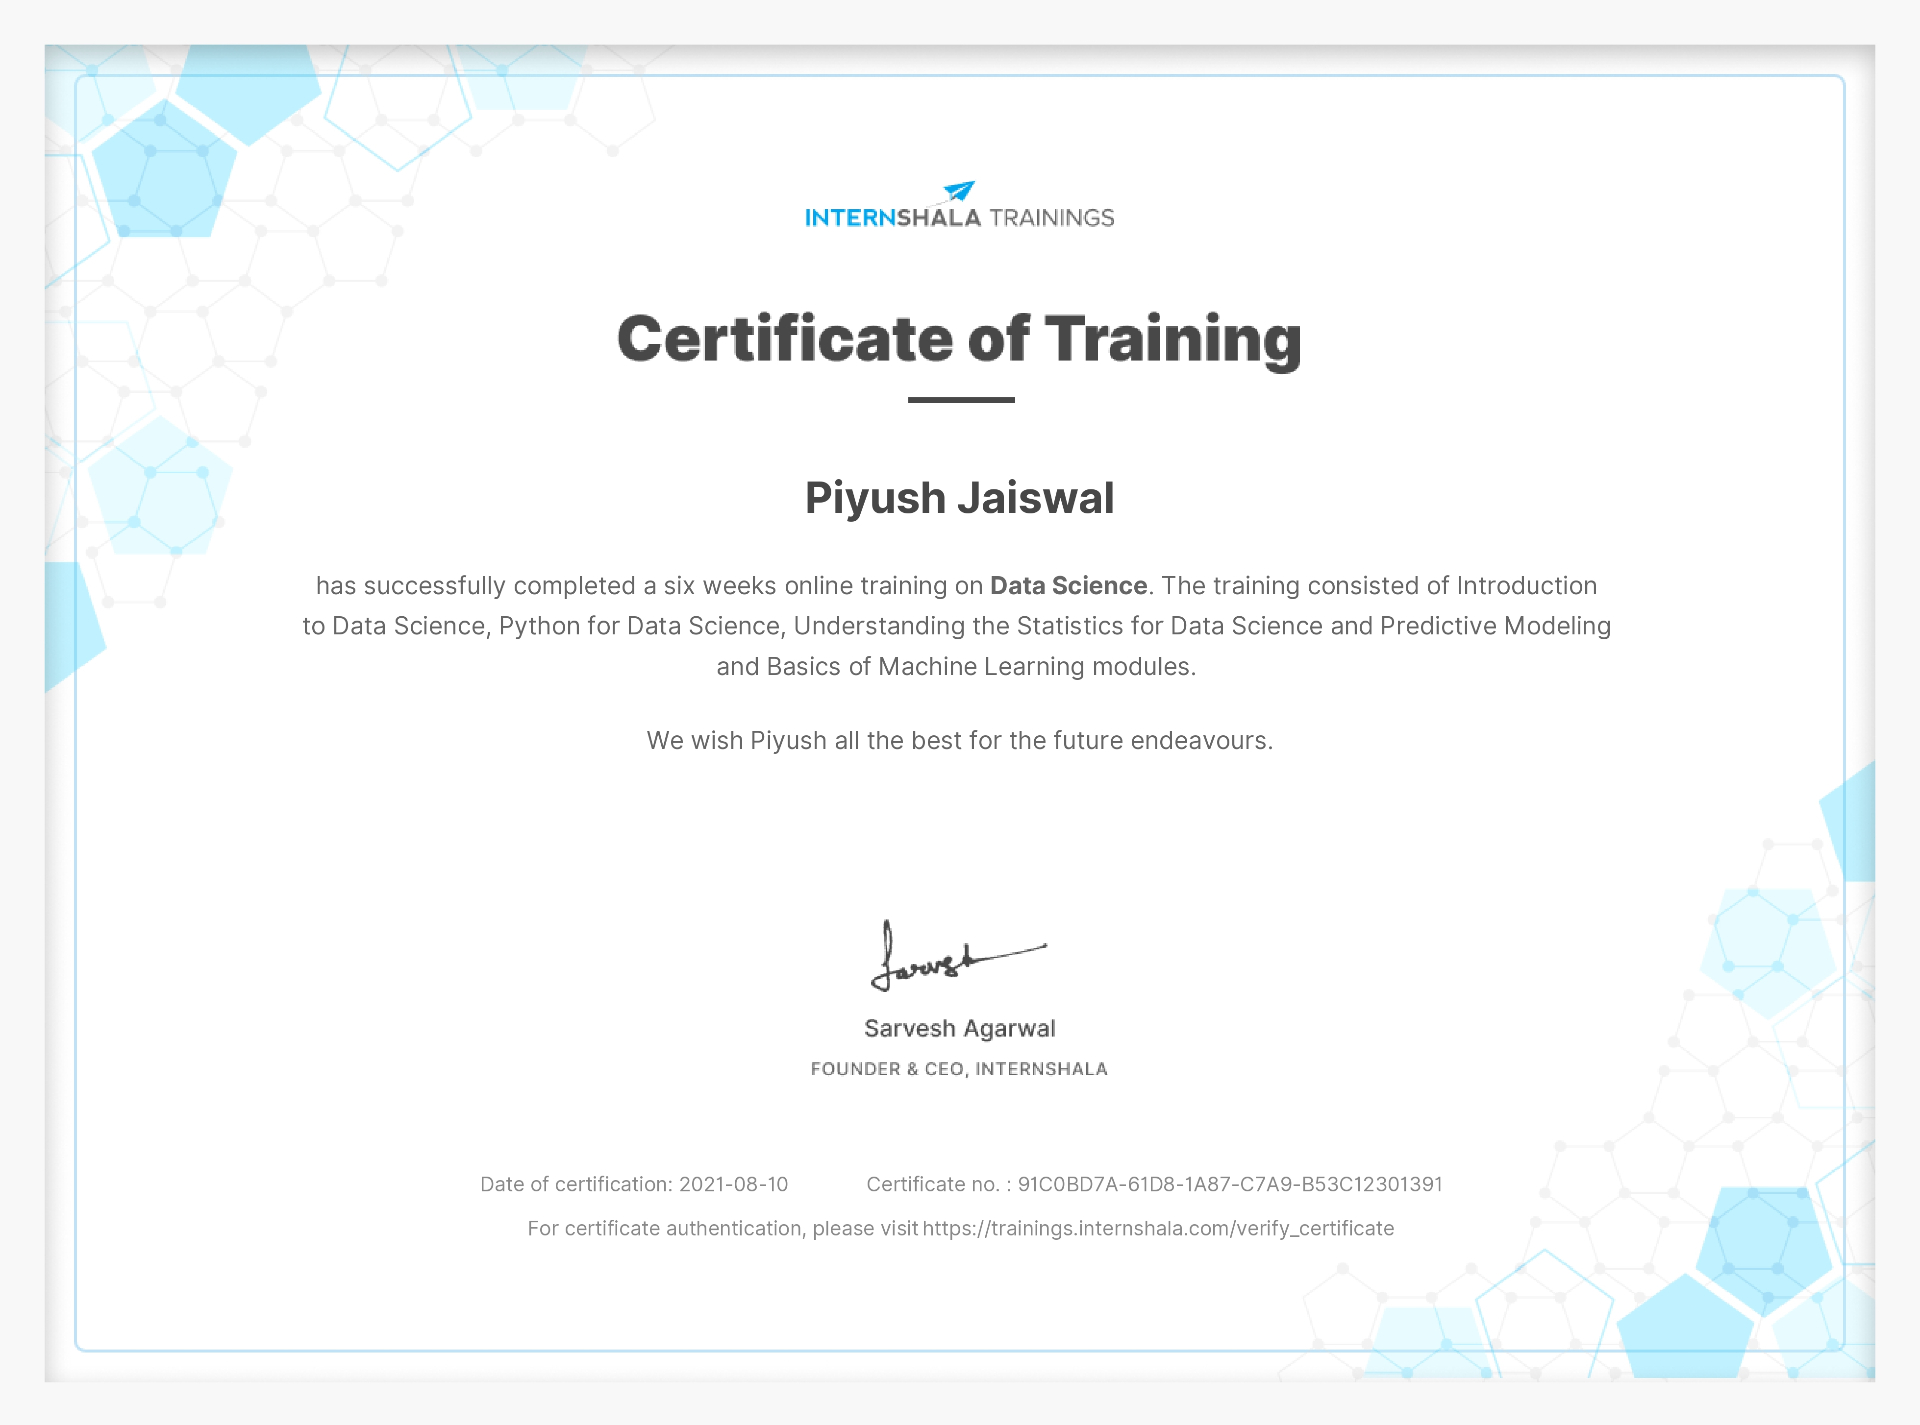 INTERNSHALA TRAININGS
Certificate of Training
Piyush Jaiswal
has successfully completed a six weeks online training on Data Science. The training consisted of Introduction
to Data Science, Python for Data Science, Understanding the Statistics for Data Science and Predictive Modeling
and Basics of Machine Learning modules.
We wish Piyush all the best for the future endeavours.
Sarvesh
Sarvesh Agarwal
FOUNDER & CEO, INTERNSHALA
Date of certification: 2021-08-10 Certificate no. : 91C0BD7A-61D8-1A87-C7A9-B53C12301391
For certificate authentication, please visit https://trainings.internshala.com/verify_certificate